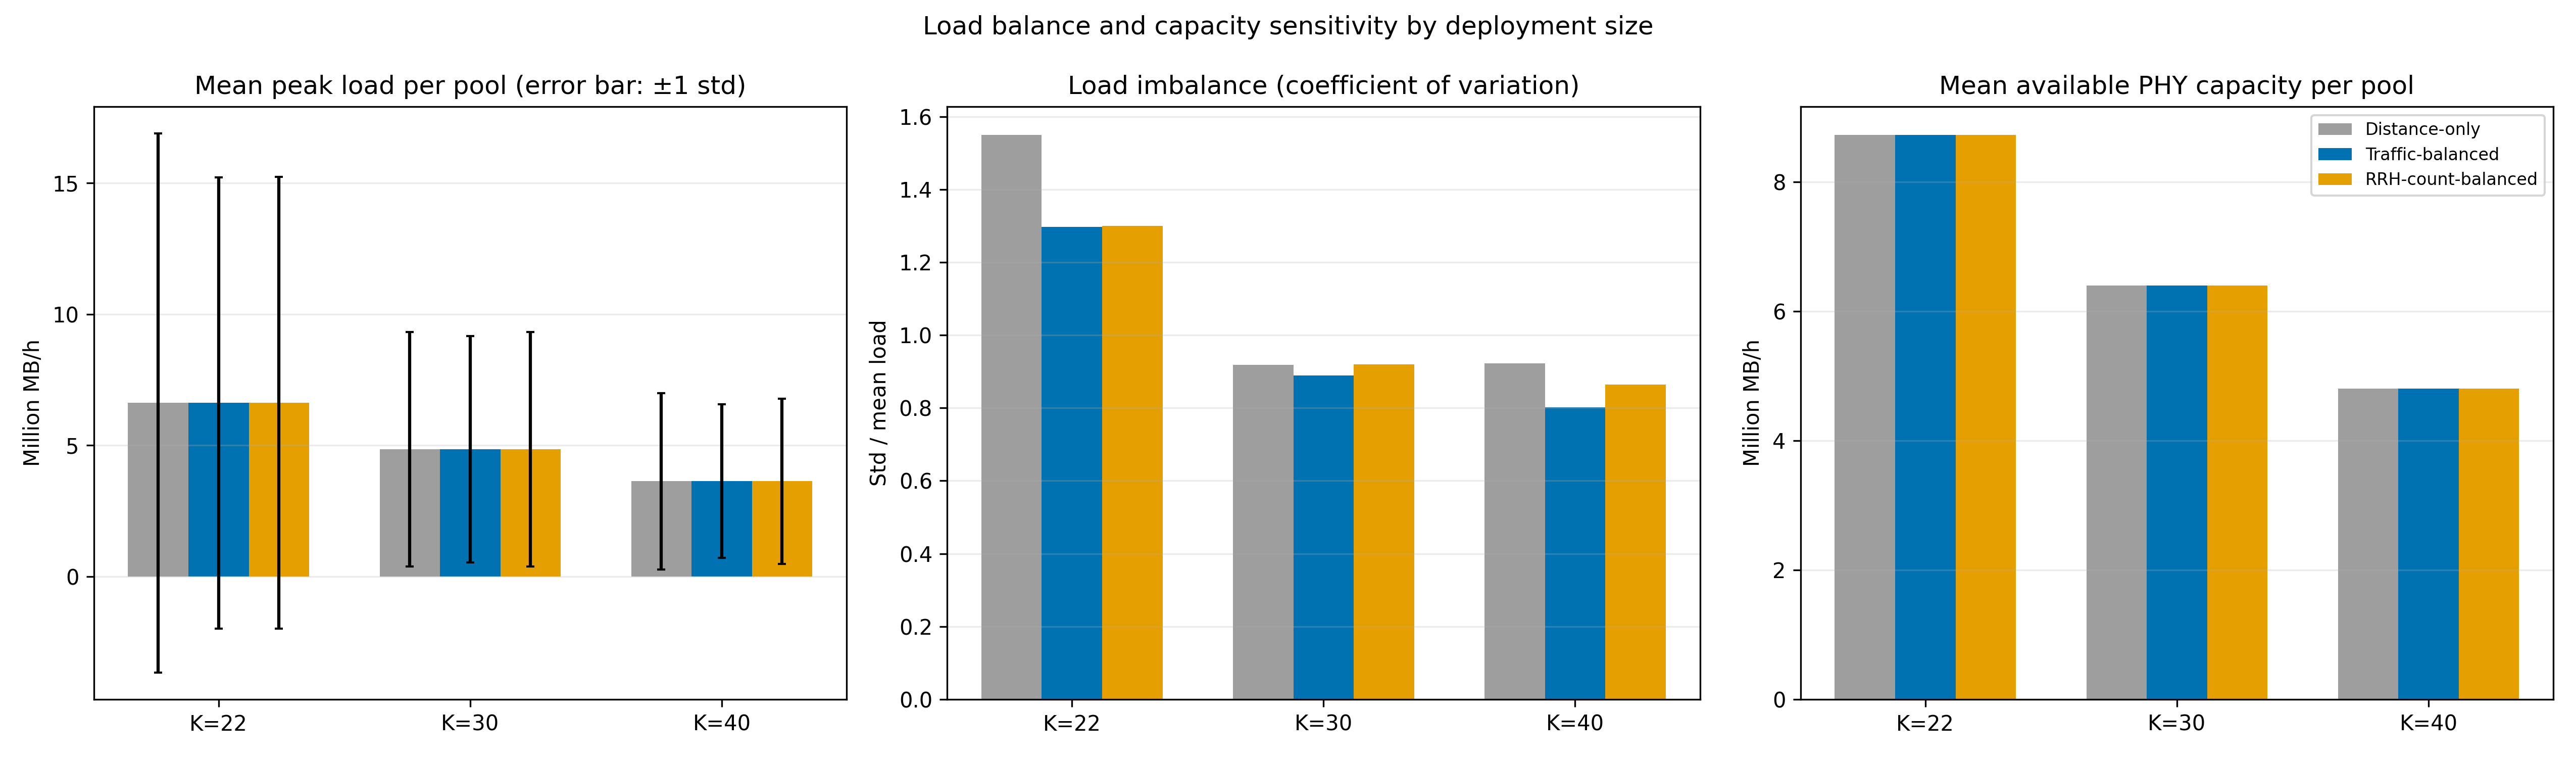 Load balance and capacity sensitivity by deployment size
Mean peak load per pool (error bar: ±1 std)
Million MB/h
15
10
5
0
K=22
K=30
K=40
Load imbalance (coefficient of variation)
Std / mean load
1.6
1.4
1.2
1.0
0.8
0.6
0.4
0.2
0.0
K=22
K=30
K=40
Mean available PHY capacity per pool
Million MB/h
8
6
4
2
0
K=22
K=30
K=40
Distance-only
Traffic-balanced
RRH-count-balanced